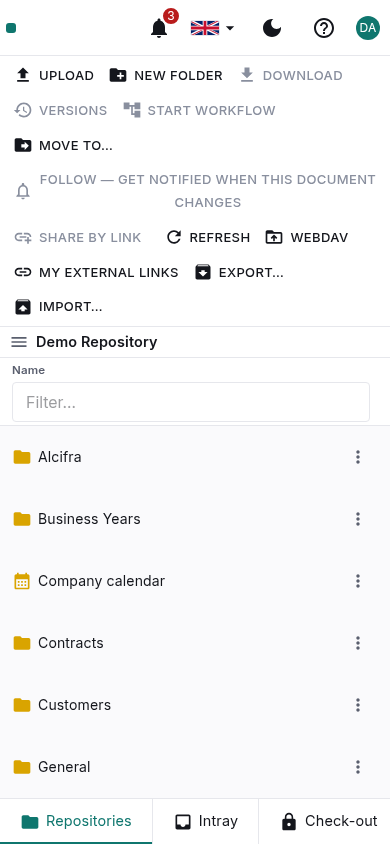 3
DA
UPLOAD NEW FOLDER DOWNLOAD
VERSIONS START WORKFLOW
MOVE TO...
FOLLOW — GET NOTIFIED WHEN THIS DOCUMENT
CHANGES
SHARE BY LINK REFRESH WEBDAV
MY EXTERNAL LINKS EXPORT...
IMPORT...
Demo Repository
Name
Filter...
Alcifra
Business Years
Company calendar
Contracts
Customers
General
Repositories Intray Check-out